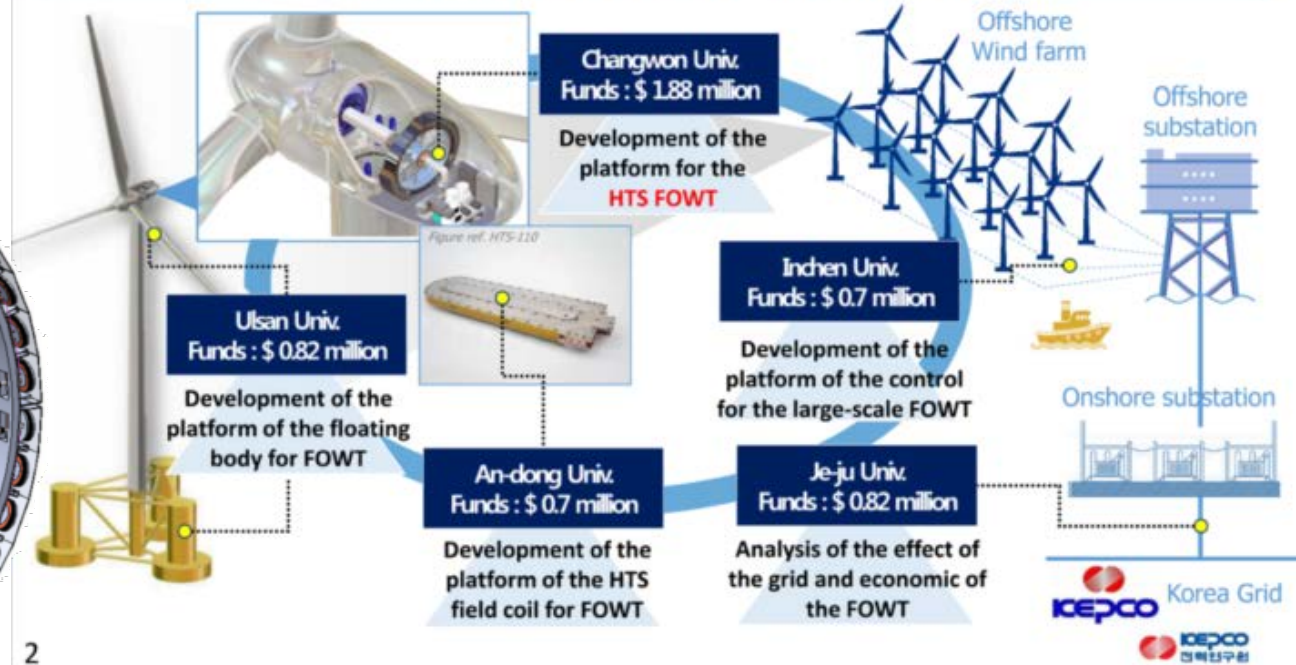 Changwon Univ.
Funds : $ 1.88 million
Development of the
platform for the
HTS FOWT
Offshore
Wind farm
Offshore
substation
Figure ref. HTS-110
Inchen Univ.
Funds : $ 0.7 million
Development of the
platform of the control
for the large-scale FOWT
Ulsan Univ.
Funds : $ 0.82 million
Development of the
platform of the floating
body for FOWT
An-dong Univ.
Funds : $ 0.7 million
Development of the
platform of the HTS
field coil for FOWT
Je-ju Univ.
Funds : $ 0.82 million
Analysis of the effect of
the grid and economic of
the FOWT
Onshore substation
KEPCO
Korea Grid
KEPCO
전력연구원
2